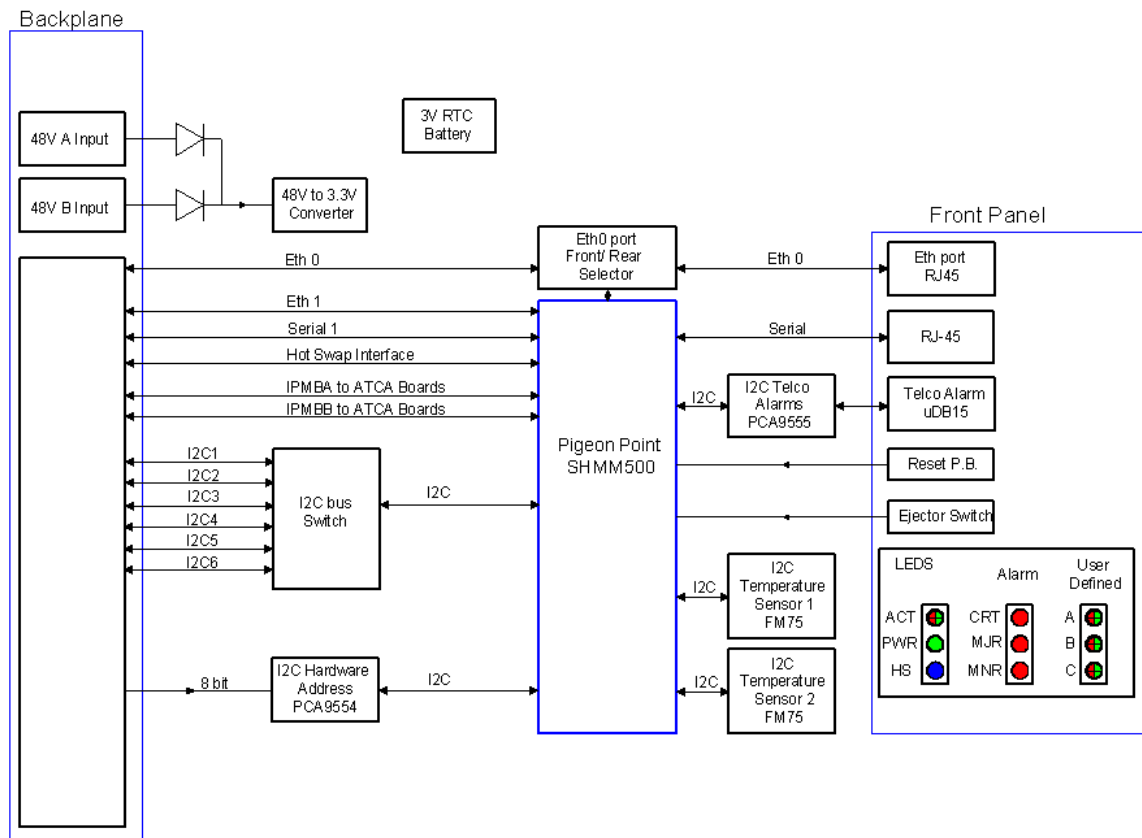 Backplane
48V A Input
48V B Input
3V RTC
Battery
48V to 3.3V
Converter
Front Panel
Eth 0
Eth0 port
Front/ Rear
Selector
Eth 0
Eth port
RJ45
Eth 1
Serial 1
Hot Swap Interface
IPMBA to ATCA Boards
IPMBB to ATCA Boards
Serial
RJ-45
I2C
I2C Telco
Alarms
PCA9555
Telco Alarm
uDB15
Pigeon Point
SHMM500
Reset P.B.
Ejector Switch
I2C1
I2C2
I2C3
I2C4
I2C5
I2C6
I2C bus
Switch
I2C
I2C
I2C
Temperature
Sensor 1
FM75
I2C
I2C
Temperature
Sensor 2
FM75
8 bit
I2C Hardware
Address
PCA9554
I2C
LEDS
Alarm
User
Defined
ACT
CRT
A
PWR
MJR
B
HS
MNR
C